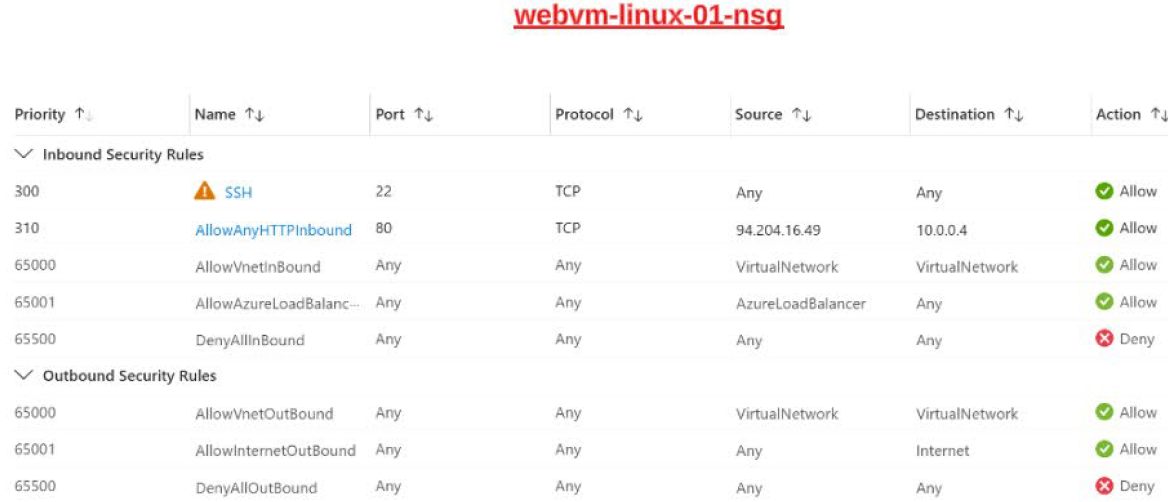 webvm-linux-01-nsg
Priority ↑↓ Name ↑↓ Port ↑↓ Protocol ↑↓ Source ↑↓ Destination ↑↓ Action ↑↓
Inbound Security Rules
300 SSH 22 TCP Any Any Allow
310 AllowAnyHTTPInbound 80 TCP 94.204.16.49 10.0.0.4 Allow
65000 AllowVnetInBound Any Any VirtualNetwork VirtualNetwork Allow
65001 AllowAzureLoadBalanc... Any Any AzureLoadBalancer Any Allow
65500 DenyAllInBound Any Any Any Any Deny
Outbound Security Rules
65000 AllowVnetOutBound Any Any VirtualNetwork VirtualNetwork Allow
65001 AllowInternetOutBound Any Any Any Internet Allow
65500 DenyAllOutBound Any Any Any Any Deny